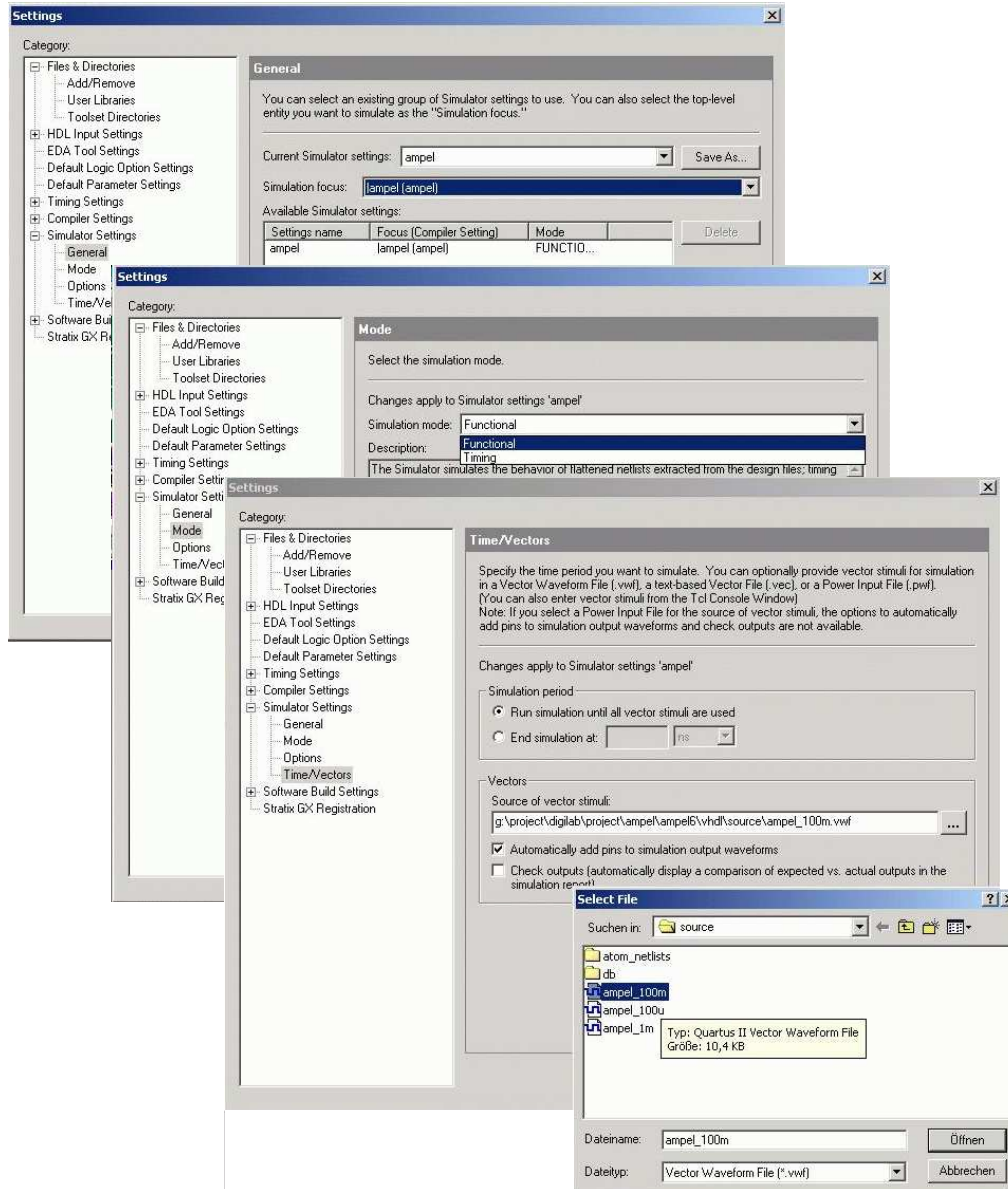 Settings
Category:
Files & Directories
Add/Remove
User Libraries
Toolset Directories
HDL Input Settings
EDA Tool Settings
Default Logic Option Settings
Default Parameter Settings
Timing Settings
Compiler Settings
Simulator Settings
General
Mode
Options
Time/Ve
Software Bui
Stratix GX R
General
You can select an existing group of Simulator settings to use. You can also select the top-level
entity you want to simulate as the "Simulation focus."
Current Simulator settings: ampel
Save As...
Simulation focus: |ampel (ampel)
Available Simulator settings:
Settings name Focus (Compiler Setting) Mode
ampel |ampel (ampel) FUNCTIO...
Delete
Settings
Category:
Files & Directories
Add/Remove
User Libraries
Toolset Directories
HDL Input Settings
EDA Tool Settings
Default Logic Option Settings
Default Parameter Settings
Timing Settings
Compiler Settin
Simulator Setti
General
Mode
Options
Time/Vect
Software Build
Stratix GX Reg
Mode
Select the simulation mode.
Changes apply to Simulator settings 'ampel'
Simulation mode: Functional
Functional
Timing
Description:
The Simulator simulates the behavior of flattened netlists extracted from the design files; timing
Settings
Category:
Files & Directories
Add/Remove
User Libraries
Toolset Directories
HDL Input Settings
EDA Tool Settings
Default Logic Option Settings
Default Parameter Settings
Timing Settings
Compiler Settings
Simulator Settings
General
Mode
Options
Time/Vectors
Software Build Settings
Stratix GX Registration
Time/Vectors
Specify the time period you want to simulate. You can optionally provide vector stimuli for simulation
in a Vector Waveform File (.vwf), a text-based Vector File (.vec), or a Power Input File (.pwf).
(You can also enter vector stimuli from the Tcl Console Window)
Note: If you select a Power Input File for the source of vector stimuli, the options to automatically
add pins to simulation output waveforms and check outputs are not available.
Changes apply to Simulator settings 'ampel'
Simulation period
Run simulation until all vector stimuli are used
End simulation at: ns
Vectors
Source of vector stimuli:
g:\project\digilab\project\ampel\ampel6\vhdl\source\ampel_100m.vwf
...
Automatically add pins to simulation output waveforms
Check outputs (automatically display a comparison of expected vs. actual outputs in the
simulation report)
Select File
Suchen in: source
atom_netlists
db
ampel_100m
ampel_100u
ampel_1m
Typ: Quartus II Vector Waveform File
Größe: 10,4 KB
Dateiname: ampel_100m
Öffnen
Dateityp: Vector Waveform File (*.vwf)
Abbrechen